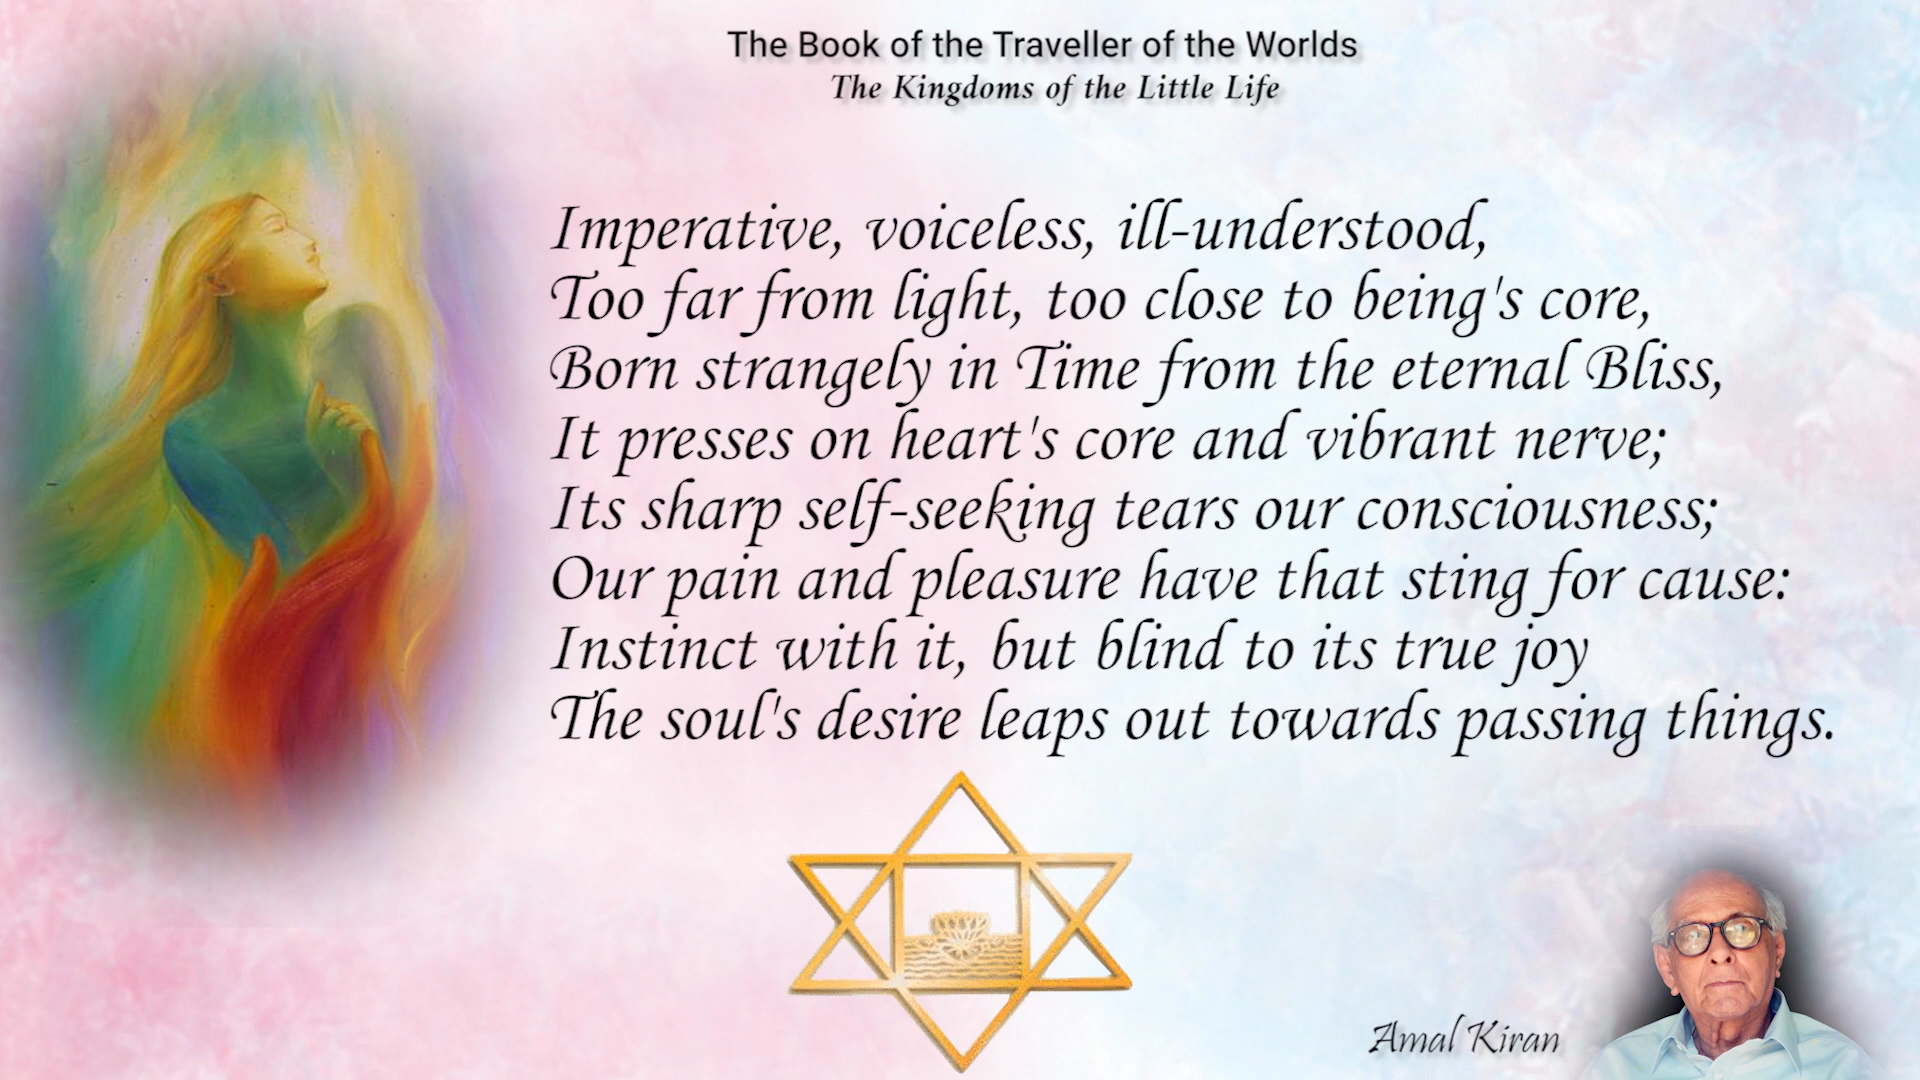 The Book of the Traveller of the Worlds
The Kingdoms of the Little Life
Imperative, voiceless, ill-understood,
Too far from light, too close to being's core,
Born strangely in Time from the eternal Bliss,
It presses on heart's core and vibrant nerve;
Its sharp self-seeking tears our consciousness;
Our pain and pleasure have that sting for cause:
Instinct with it, but blind to its true joy
The soul's desire leaps out towards passing things.
Amal Kiran